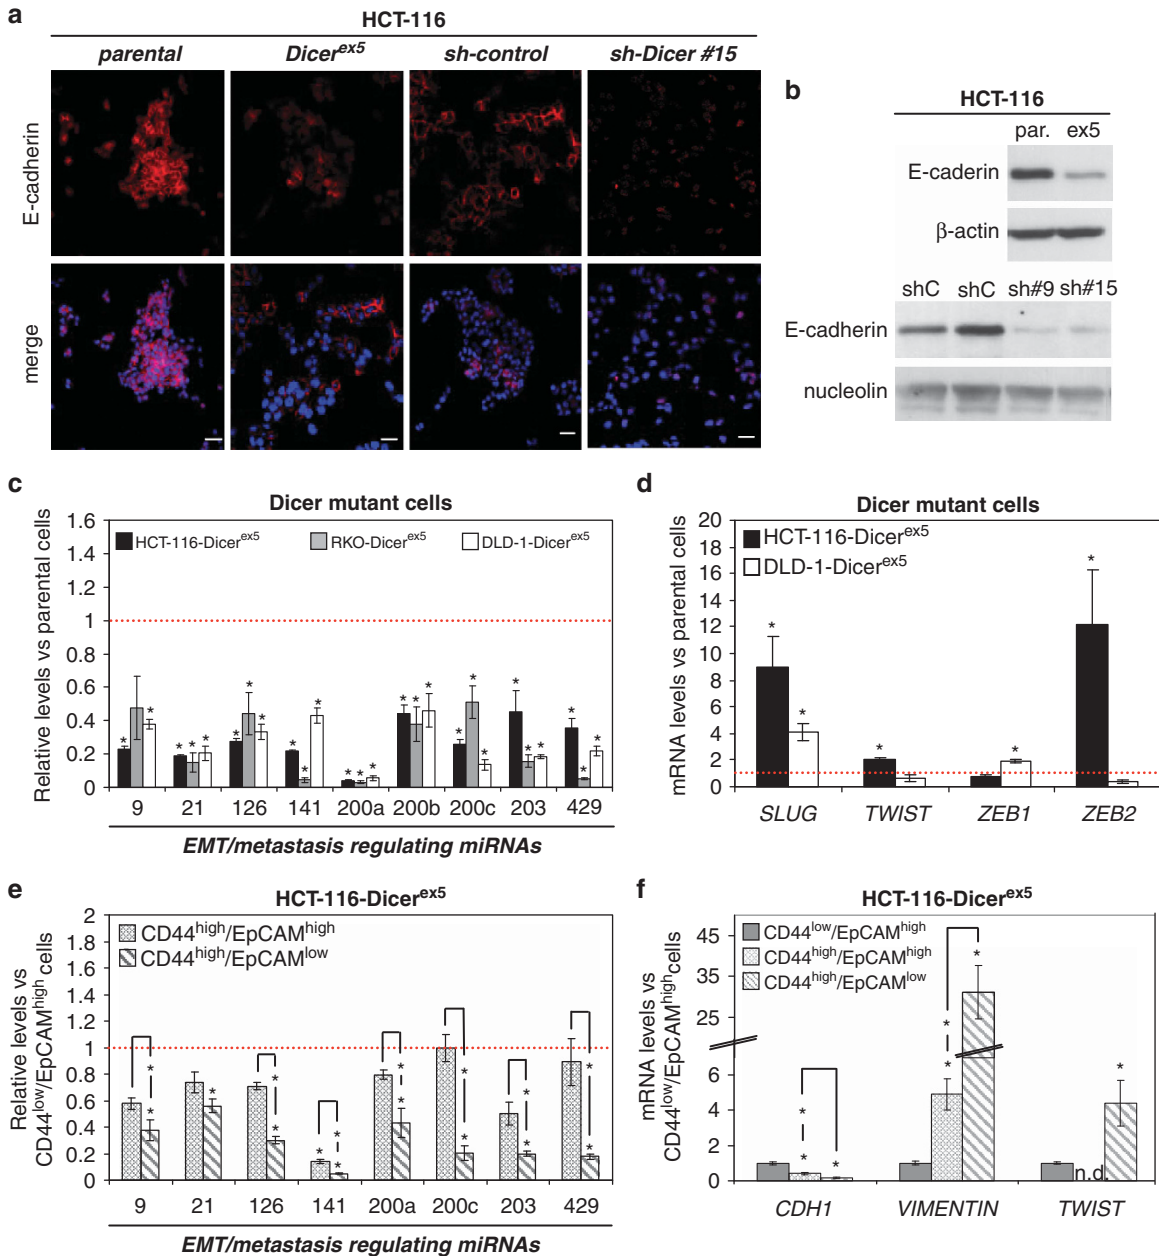 a
HCT-116
parental Dicer^ex5 sh-control sh-Dicer #15
E-cadherin
merge
b
HCT-116
par. ex5
E-caderin
β-actin
shC shC sh#9 sh#15
E-cadherin
nucleolin
c
Dicer mutant cells
Relative levels vs parental cells
1.6
1.4
1.2
1
0.8
0.6
0.4
0.2
0
HCT-116-Dicer^ex5 RKO-Dicer^ex5 DLD-1-Dicer^ex5
* * * * * * * * * * * * * * * * * * * * * * * *
9 21 126 141 200a 200b 200c 203 429
EMT/metastasis regulating miRNAs
d
Dicer mutant cells
mRNA levels vs parental cells
20
18
16
14
12
10
8
6
4
2
0
HCT-116-Dicer^ex5
DLD-1-Dicer^ex5
* * * * *
SLUG TWIST ZEB1 ZEB2
e
HCT-116-Dicer^ex5
Relative levels vs
CD44^low/EpCAM^high cells
2
1.8
1.6
1.4
1.2
1
0.8
0.6
0.4
0.2
0
CD44^high/EpCAM^high
CD44^high/EpCAM^low
9 21 126 141 200a 200c 203 429
EMT/metastasis regulating miRNAs
f
HCT-116-Dicer^ex5
mRNA levels vs
CD44^low/EpCAM^high cells
45
35
25
6
4
2
0
CD44^low/EpCAM^high
CD44^high/EpCAM^high
CD44^high/EpCAM^low
n.d.
CDH1 VIMENTIN TWIST